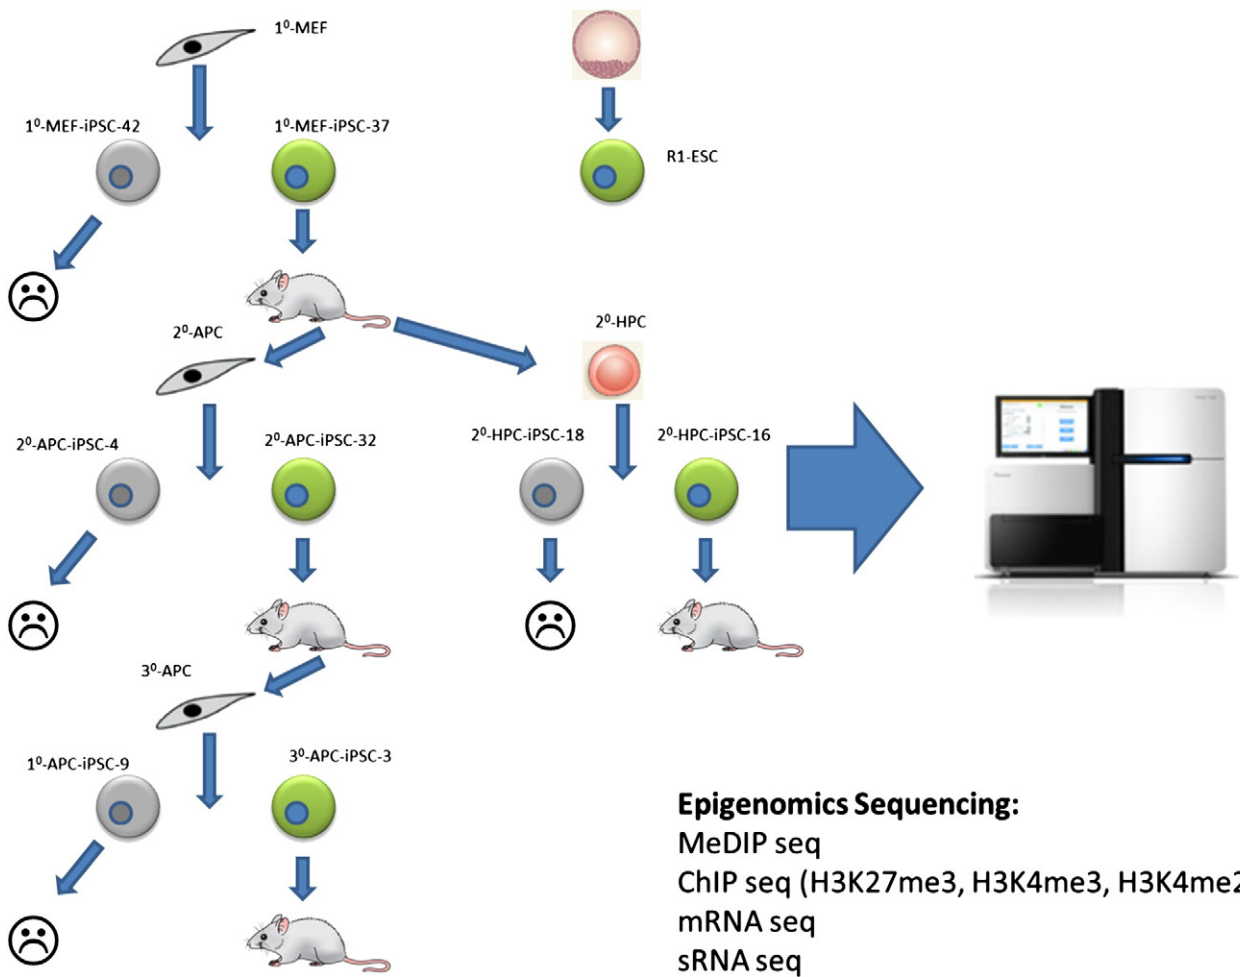 1⁰-MEF
1⁰-MEF-iPSC-42
1⁰-MEF-iPSC-37
R1-ESC
2⁰-APC
2⁰-HPC
2⁰-APC-iPSC-4
2⁰-APC-iPSC-32
2⁰-HPC-iPSC-18
2⁰-HPC-iPSC-16
3⁰-APC
1⁰-APC-iPSC-9
3⁰-APC-iPSC-3
Epigenomics Sequencing:
MeDIP seq
ChIP seq (H3K27me3, H3K4me3, H3K4me2
mRNA seq
sRNA seq